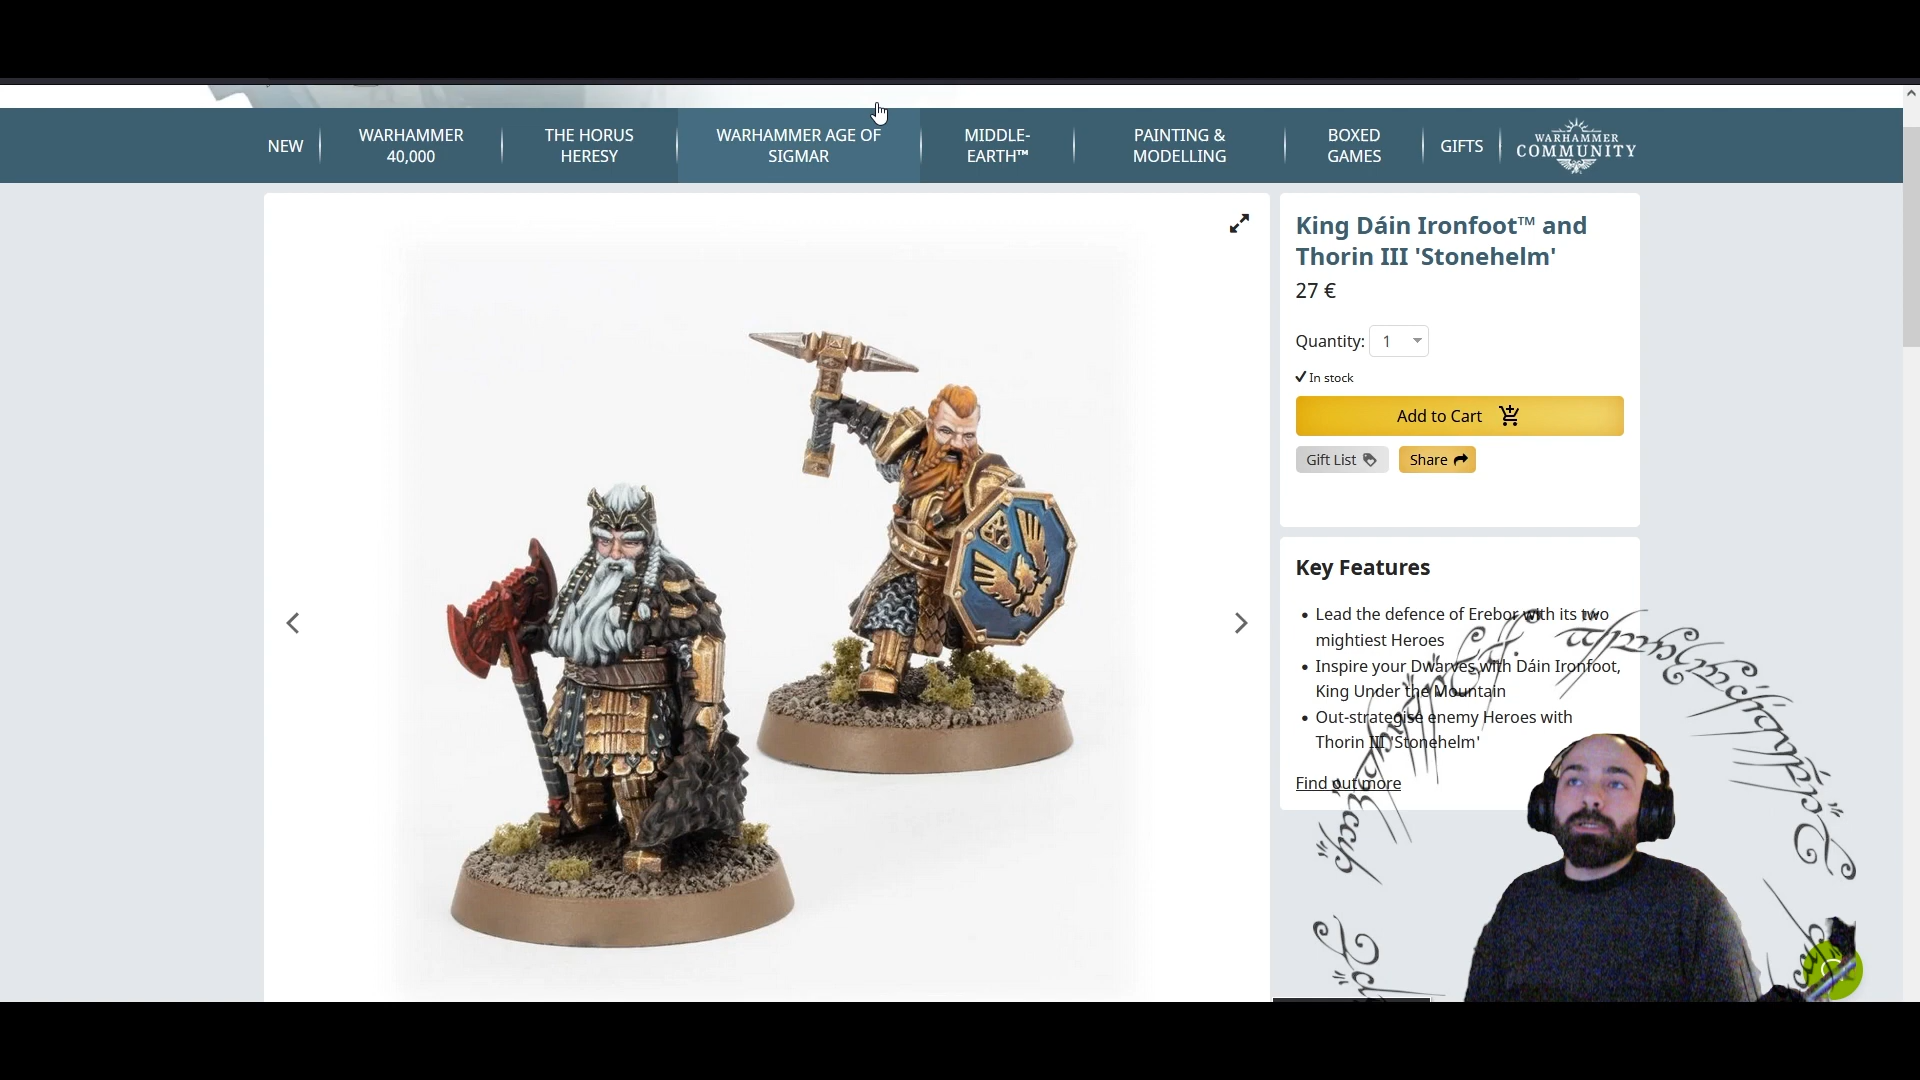 NEW
WARHAMMER
40,000
THE HORUS
HERESY
WARHAMMER AGE OF
SIGMAR
MIDDLE-
EARTH™
PAINTING &
MODELLING
BOXED
GAMES
GIFTS
WARHAMMER
COMMUNITY
King Dáin Ironfoot™ and
Thorin III 'Stonehelm'
27 €
Quantity: 1
In stock
Add to Cart
Gift List
Share
Key Features
• Lead the defence of Erebor with its two
mightiest Heroes
• Inspire your Dwarves with Dáin Ironfoot,
King Under the Mountain
• Out-strategise enemy Heroes with
Thorin III 'Stonehelm'
Find out more